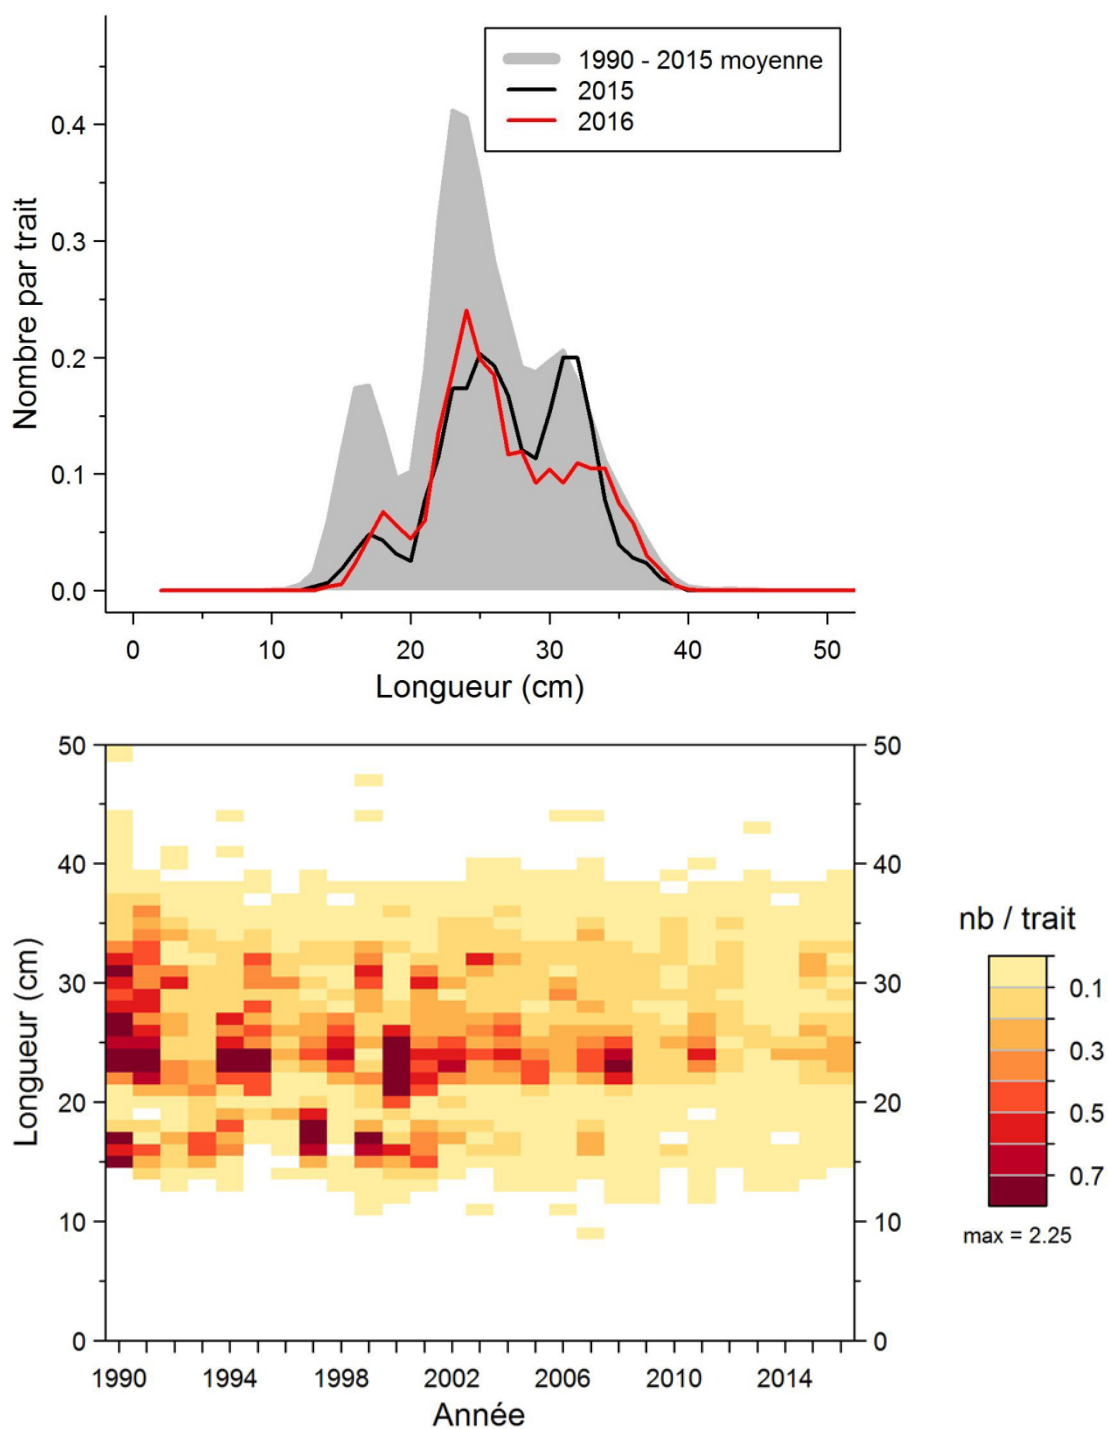 1990 - 2015 moyenne
2015
2016
Nombre par trait
0.4
0.3
0.2
0.1
0.0
0 10 20 30 40 50
Longueur (cm)
50 50
40 40
30 30
20 20
10 10
0 0
Longueur (cm)
1990 1994 1998 2002 2006 2010 2014
Année
nb / trait
0.1
0.3
0.5
0.7
max = 2.25